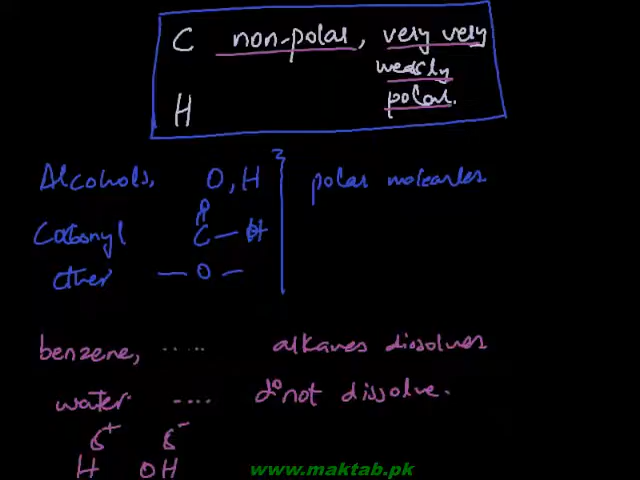 C non-polar, very very
weakly
H polar.
Alcohols, O, H polar molecules
O
Carbonyl C — H
other — O —
benzene, ..... alkanes dissolves
water .... do not dissolve.
δ+ δ-
H OH
www.maktab.pk